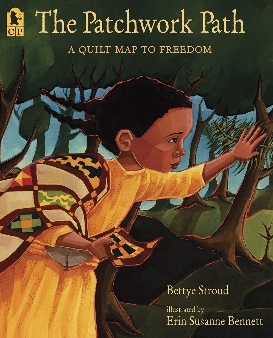 The Patchwork Path
A QUILT MAP TO FREEDOM
Bettye Stroud
illustrated by
Erin Susanne Bennett